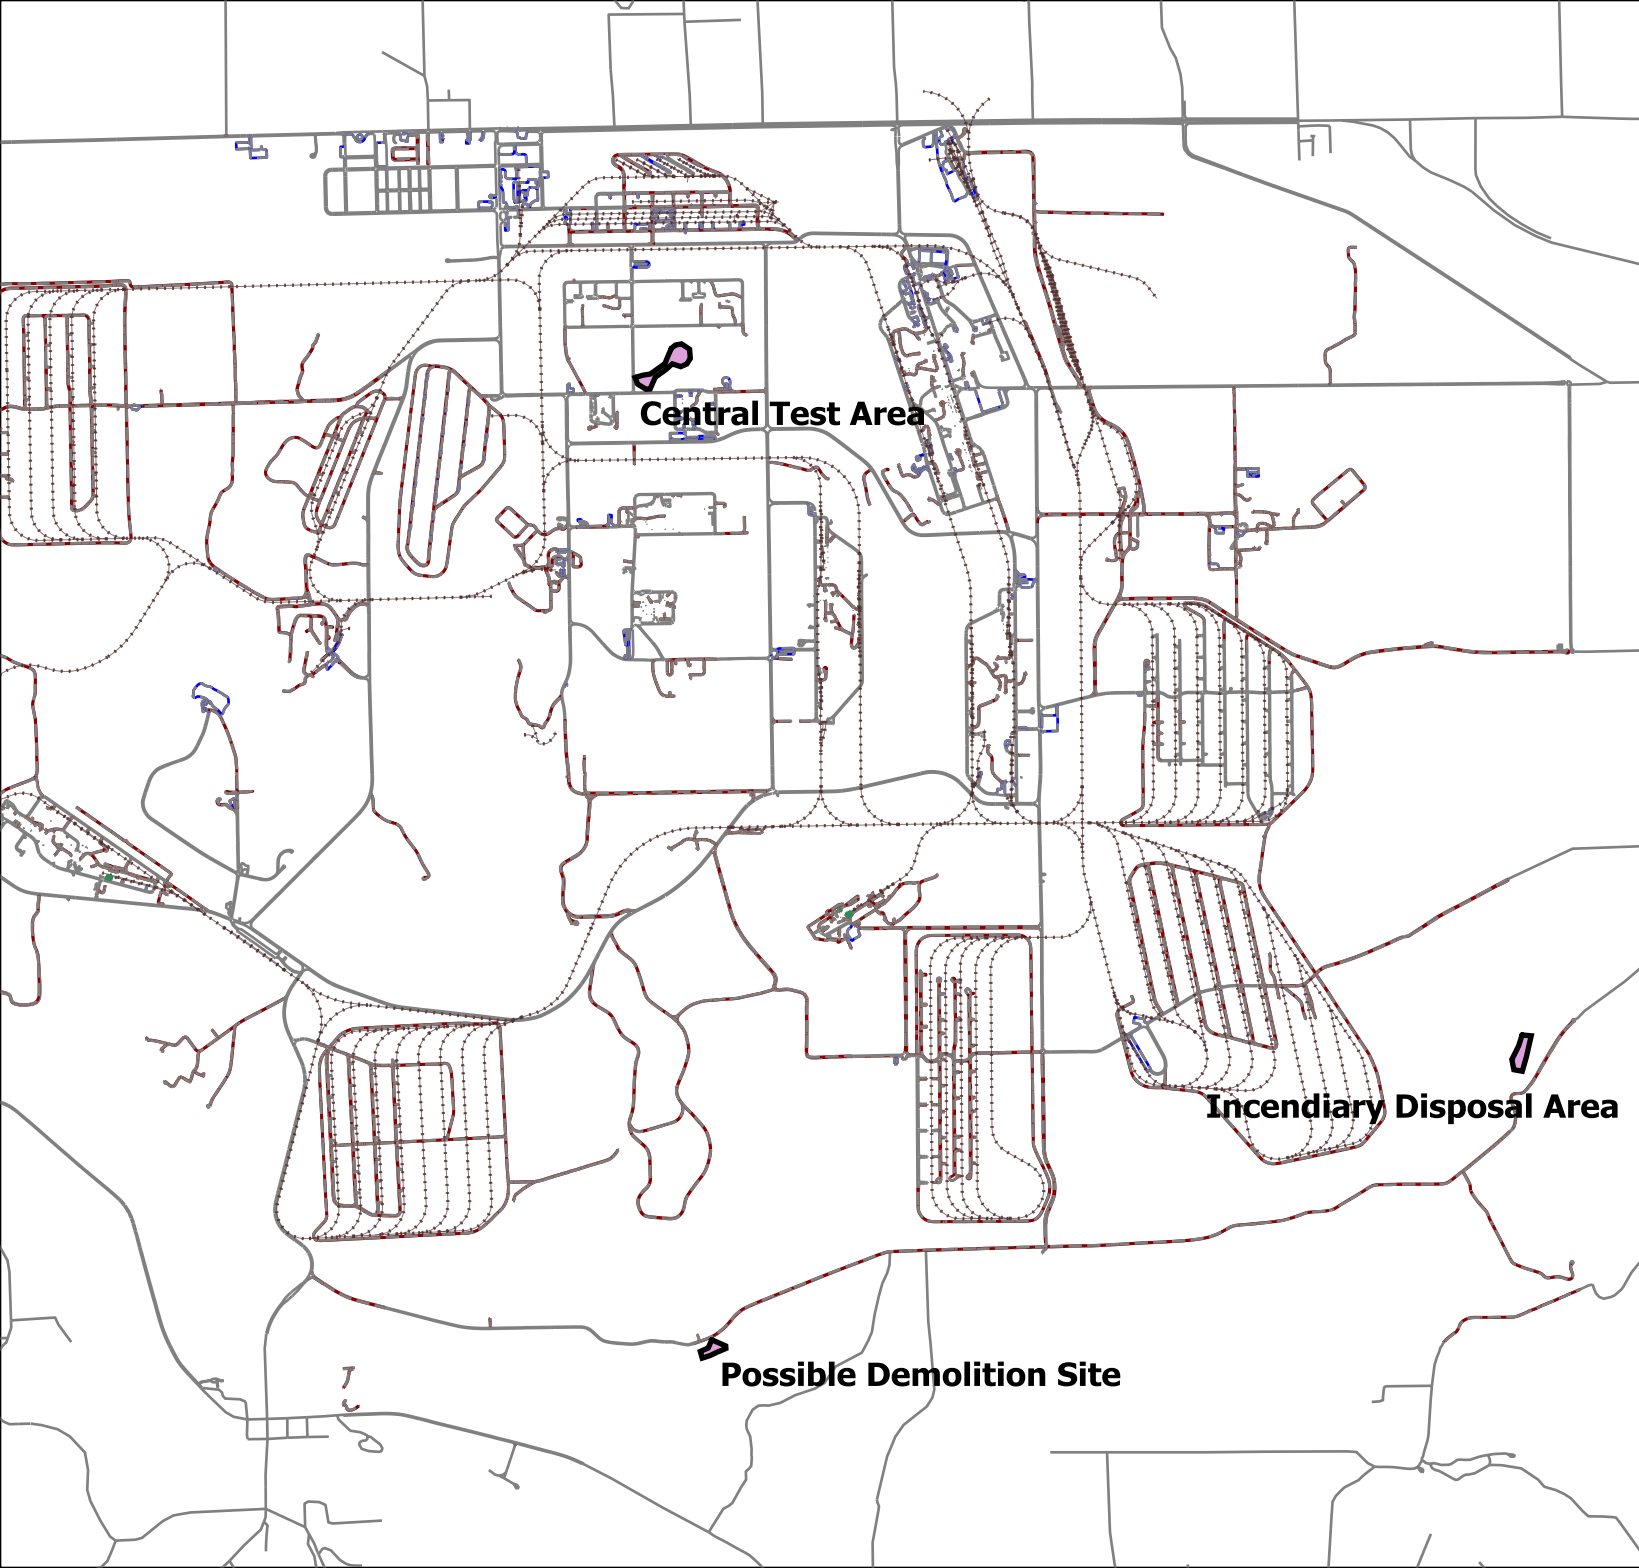 Central Test Area
Incendiary Disposal Area
Possible Demolition Site